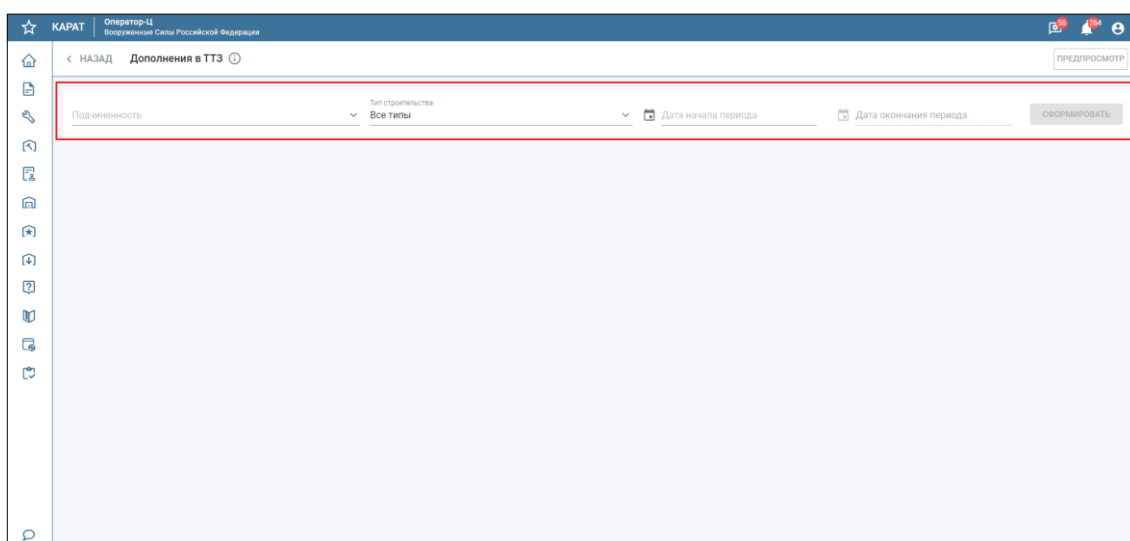 КАРАТ
Оператор-Ц
Вооруженные Силы Российской Федерации
56
264
НАЗАД
Дополнения в ТТЗ
ПРЕДПРОСМОТР
Подчиненность
Тип строительства
Все типы
Дата начала периода
Дата окончания периода
СФОРМИРОВАТЬ